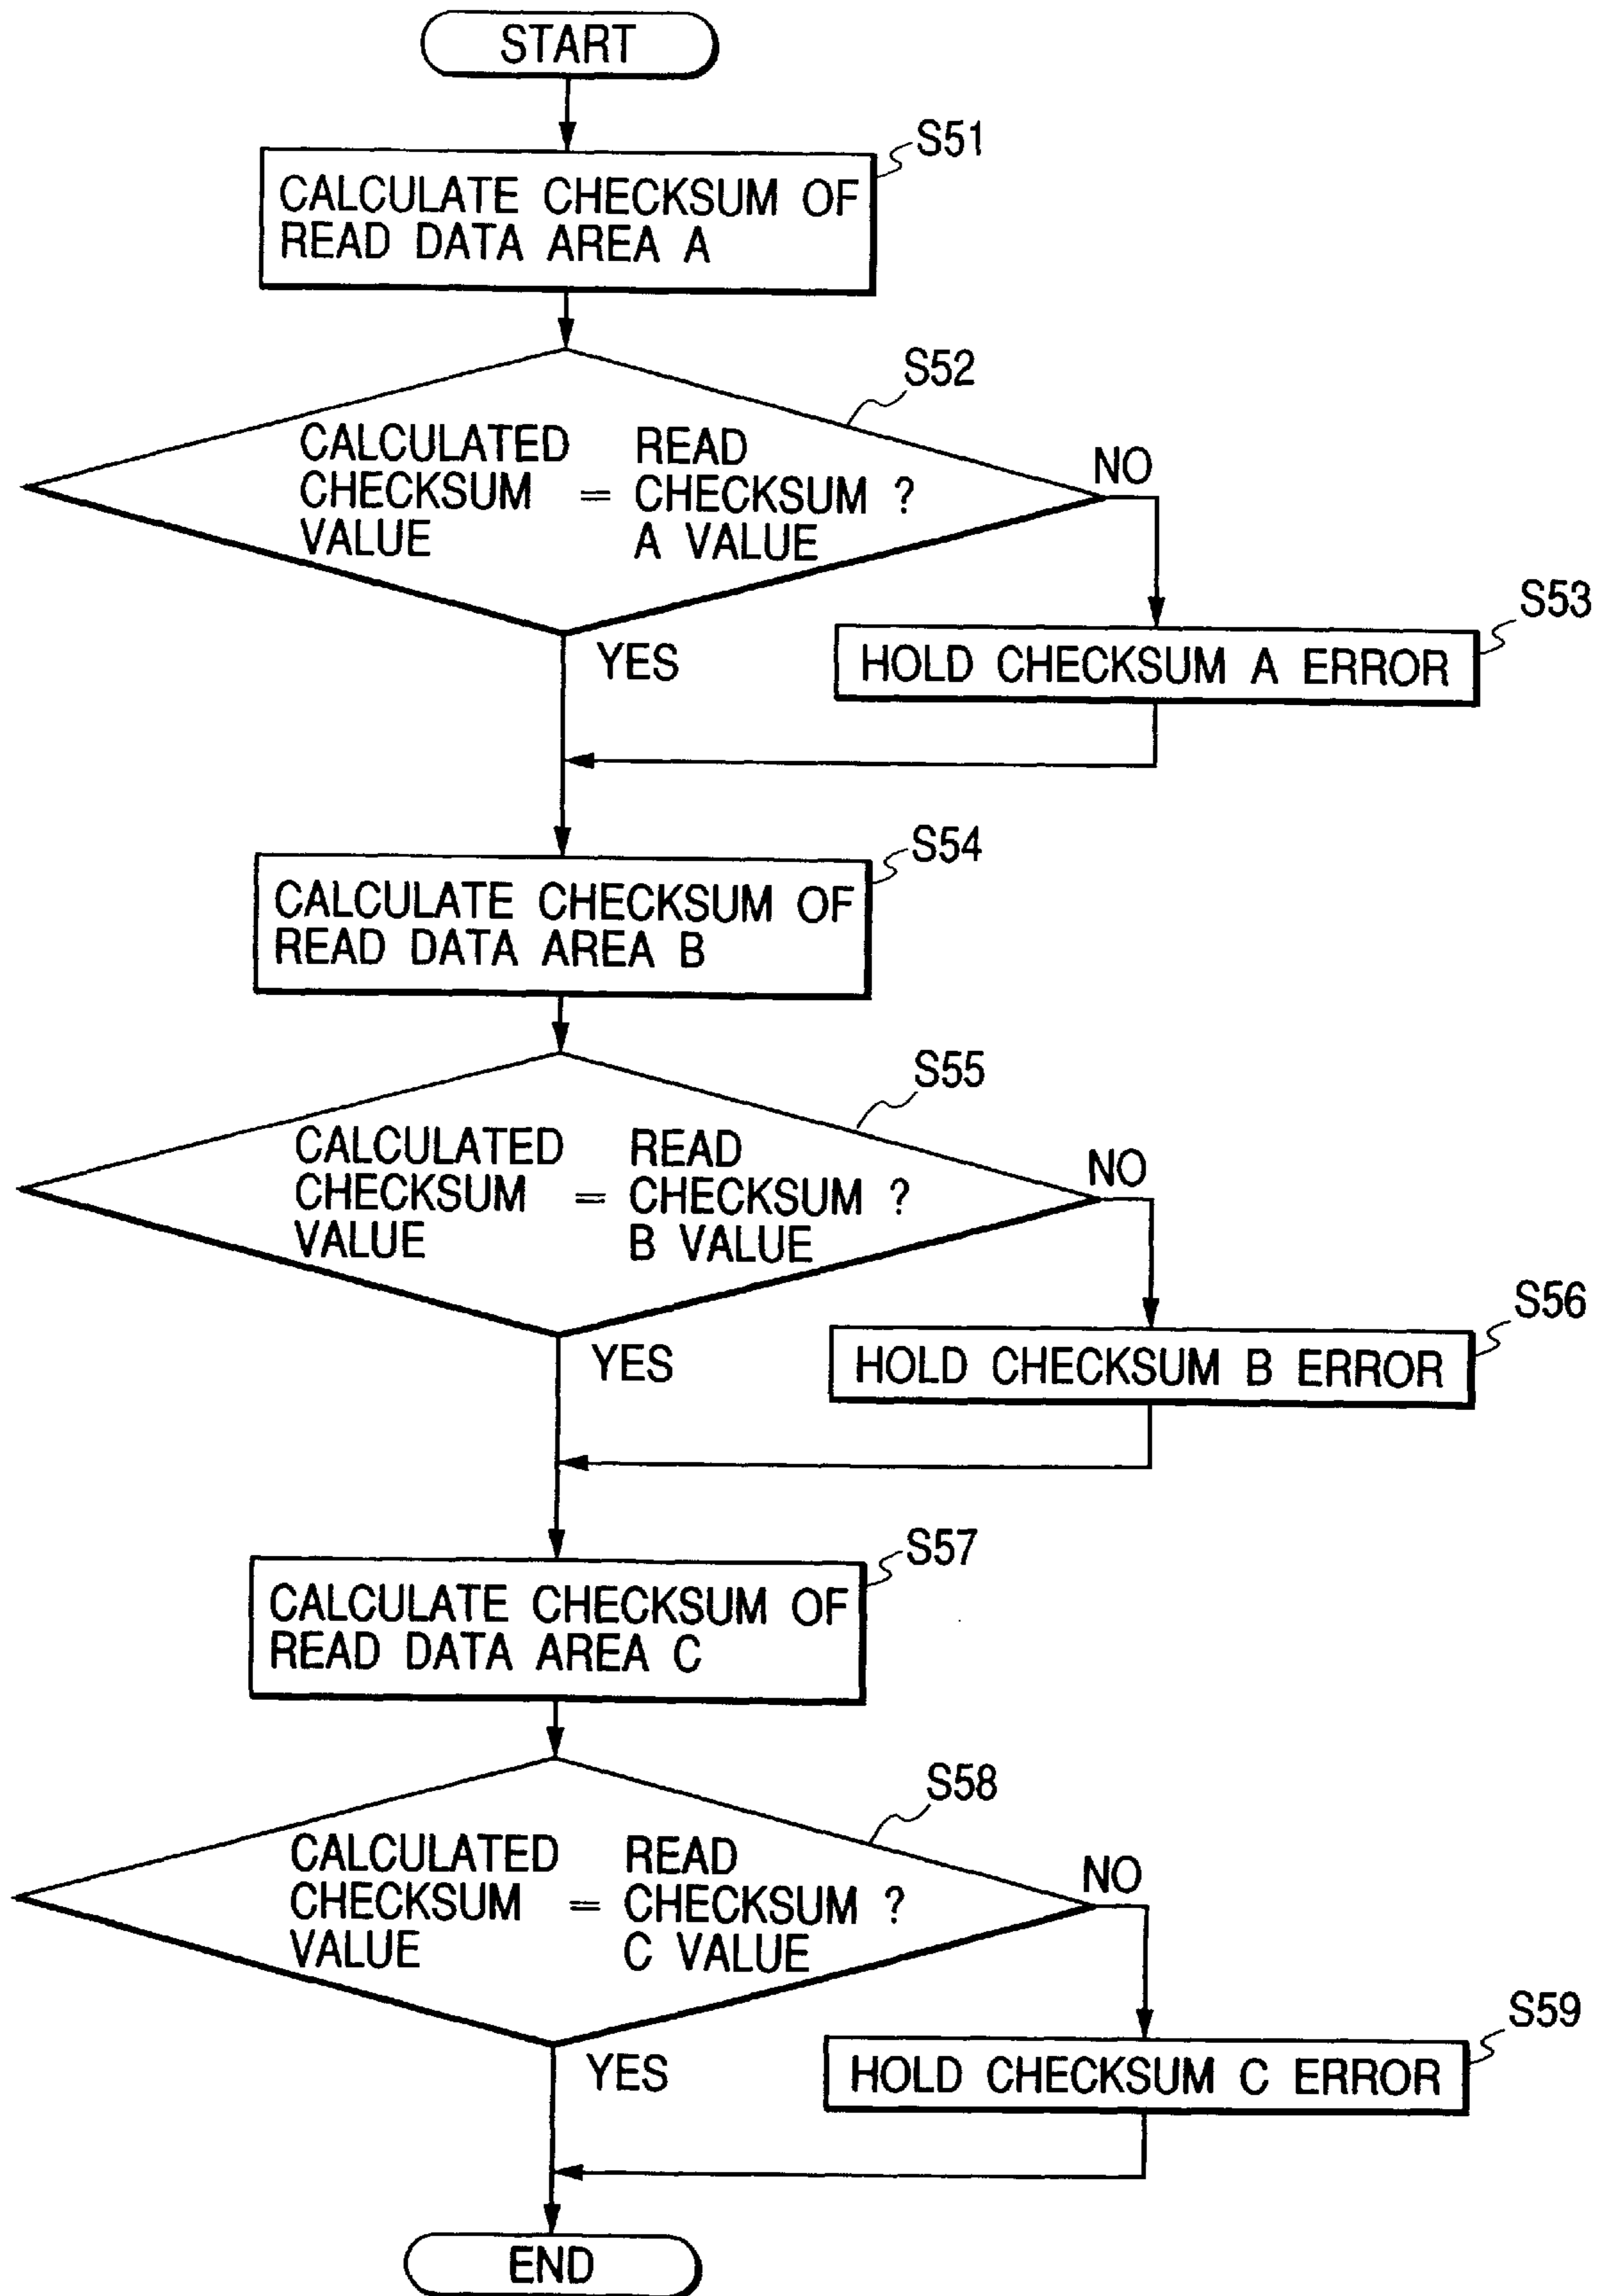 START
S51
CALCULATE CHECKSUM OF
READ DATA AREA A
S52
CALCULATED READ
CHECKSUM = CHECKSUM ?
VALUE A VALUE
NO
YES
S53
HOLD CHECKSUM A ERROR
S54
CALCULATE CHECKSUM OF
READ DATA AREA B
S55
CALCULATED READ
CHECKSUM = CHECKSUM ?
VALUE B VALUE
NO
YES
S56
HOLD CHECKSUM B ERROR
S57
CALCULATE CHECKSUM OF
READ DATA AREA C
S58
CALCULATED READ
CHECKSUM = CHECKSUM ?
VALUE C VALUE
NO
YES
S59
HOLD CHECKSUM C ERROR
END